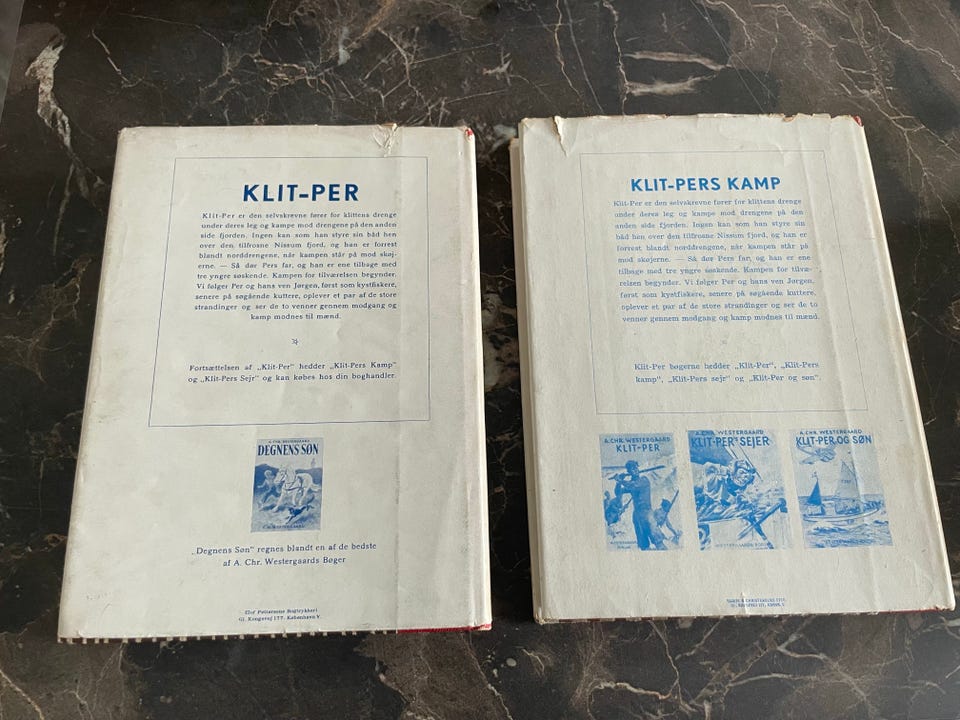 KLIT-PER
Klit-Per er den selvskrevne fører for klittens drenge
under deres leg og kampe mod drengene på den anden
side fjorden. Ingen kan som han styre sin båd hen
over den tilfrosne Nissum fjord, og han er forrest
blandt norddrengene, når kampen står på mod skøj-
erne. — Så dør Pers far, og han er ene tilbage med
tre yngre søskende. Kampen for tilværelsen begynder.
Vi følger Per og hans ven Jørgen, først som kystfiskere,
senere på søgående kuttere, oplever et par af de store
strandinger og ser de to venner gennem modgang og
kamp modnes til mænd.
Fortsættelsen af „Klit-Per" hedder „Klit-Pers Kamp"
og „Klit-Pers Sejr" og kan købes hos din boghandler.
A. CHR. WESTERGAARD
DEGNENS SØN
„Degnens Søn" regnes blandt en af de bedste
af A. Chr. Westergaards Bøger
Elof Pettersens Bogtrykkeri
Gl. Kongevej 177. København V.
KLIT-PERS KAMP
Klit-Per er den selvskrevne fører for klittens drenge
under deres leg og kampe mod drengene på den
anden side fjorden. Ingen kan som han styre sin
båd hen over den tilfrosne Nissum fjord, og han er
forrest blandt norddrengene, når kampen står på
mod skøjerne. — Så dør Pers far, og han er ene
tilbage med tre yngre søskende. Kampen for tilvæ-
relsen begynder. Vi følger Per og hans ven Jørgen,
først som kystfiskere, senere på søgående kuttere,
oplever et par af de store strandinger og ser de to
venner gennem modgang og kamp modnes til mænd.
Klit-Per bøgerne hedder „Klit-Per", „Klit-Pers
kamp", „Klit-Pers sejr" og „Klit-Per og søn".
A. CHR. WESTERGAARD
KLIT-PER
A. CHR. WESTERGAARD
KLIT-PER'S SEJER
A. CHR. WESTERGAARD
KLIT-PER OG SØN